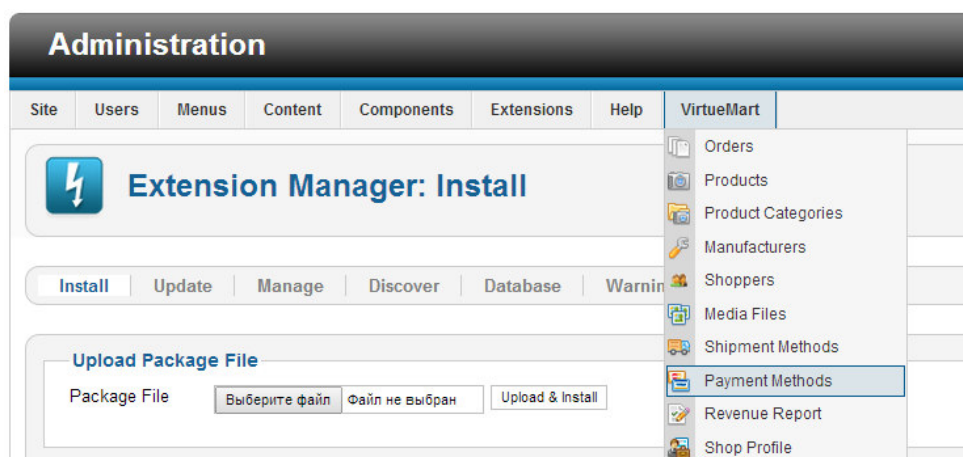 Administration
Site Users Menus Content Components Extensions Help VirtueMart
Orders
Extension Manager: Install
Products
Product Categories
Manufacturers
Install Update Manage Discover Database Warnin
Shoppers
Media Files
Shipment Methods
Upload Package File
Package File Выберите файл Файл не выбран Upload & Install
Payment Methods
Revenue Report
Shop Profile